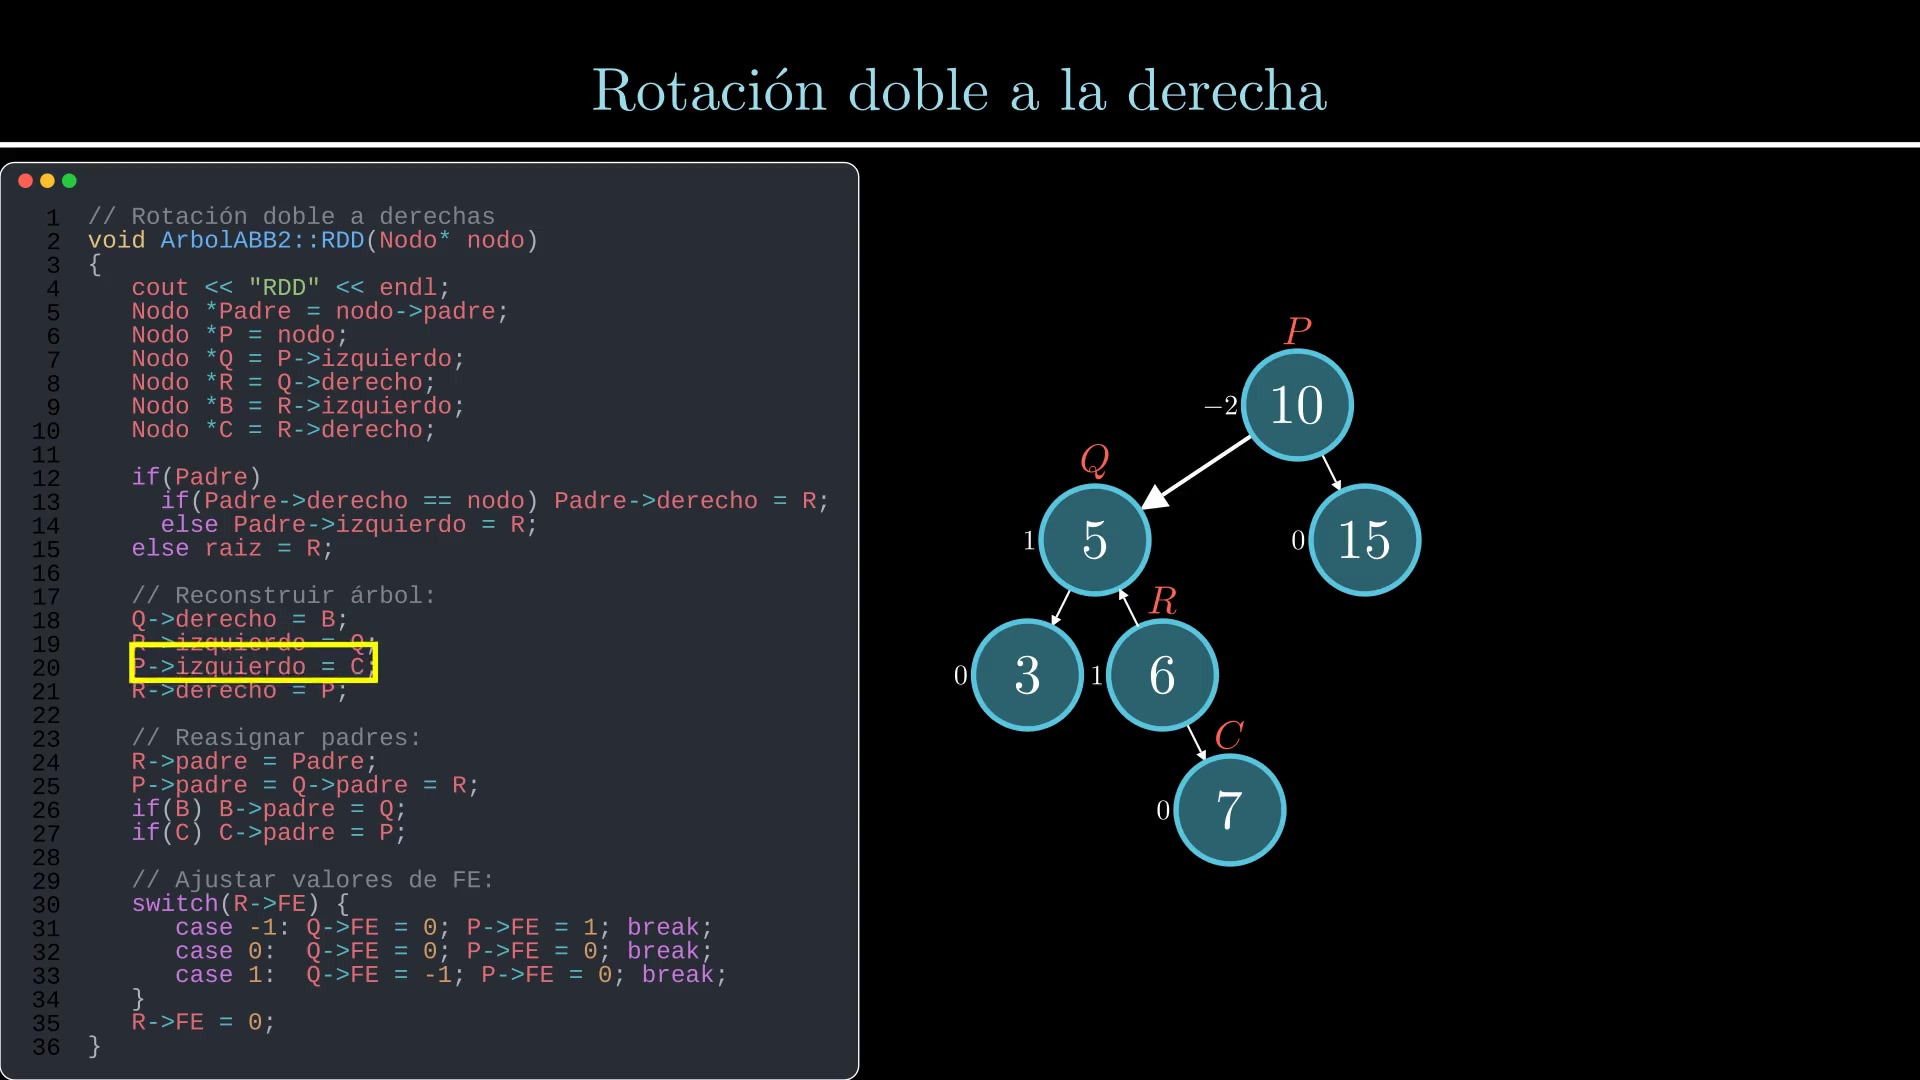 Rotación doble a la derecha
1 // Rotación doble a derechas
2 void ArbolABB2::RDD(Nodo* nodo)
3 {
4 cout << "RDD" << endl;
5 Nodo *Padre = nodo->padre;
6 Nodo *P = nodo;
7 Nodo *Q = P->izquierdo;
8 Nodo *R = Q->derecho;
9 Nodo *B = R->izquierdo;
10 Nodo *C = R->derecho;
11
12 if(Padre)
13 if(Padre->derecho == nodo) Padre->derecho = R;
14 else Padre->izquierdo = R;
15 else raiz = R;
16
17 // Reconstruir árbol:
18 Q->derecho = B;
19 R->izquierdo = Q;
20 P->izquierdo = C;
21 R->derecho = P;
22
23 // Reasignar padres:
24 R->padre = Padre;
25 P->padre = Q->padre = R;
26 if(B) B->padre = Q;
27 if(C) C->padre = P;
28
29 // Ajustar valores de FE:
30 switch(R->FE) {
31 case -1: Q->FE = 0; P->FE = 1; break;
32 case 0: Q->FE = 0; P->FE = 0; break;
33 case 1: Q->FE = -1; P->FE = 0; break;
34 }
35 R->FE = 0;
36 }
P
−2 10
Q
1 5
0 15
R
0 3
1 6
C
0 7